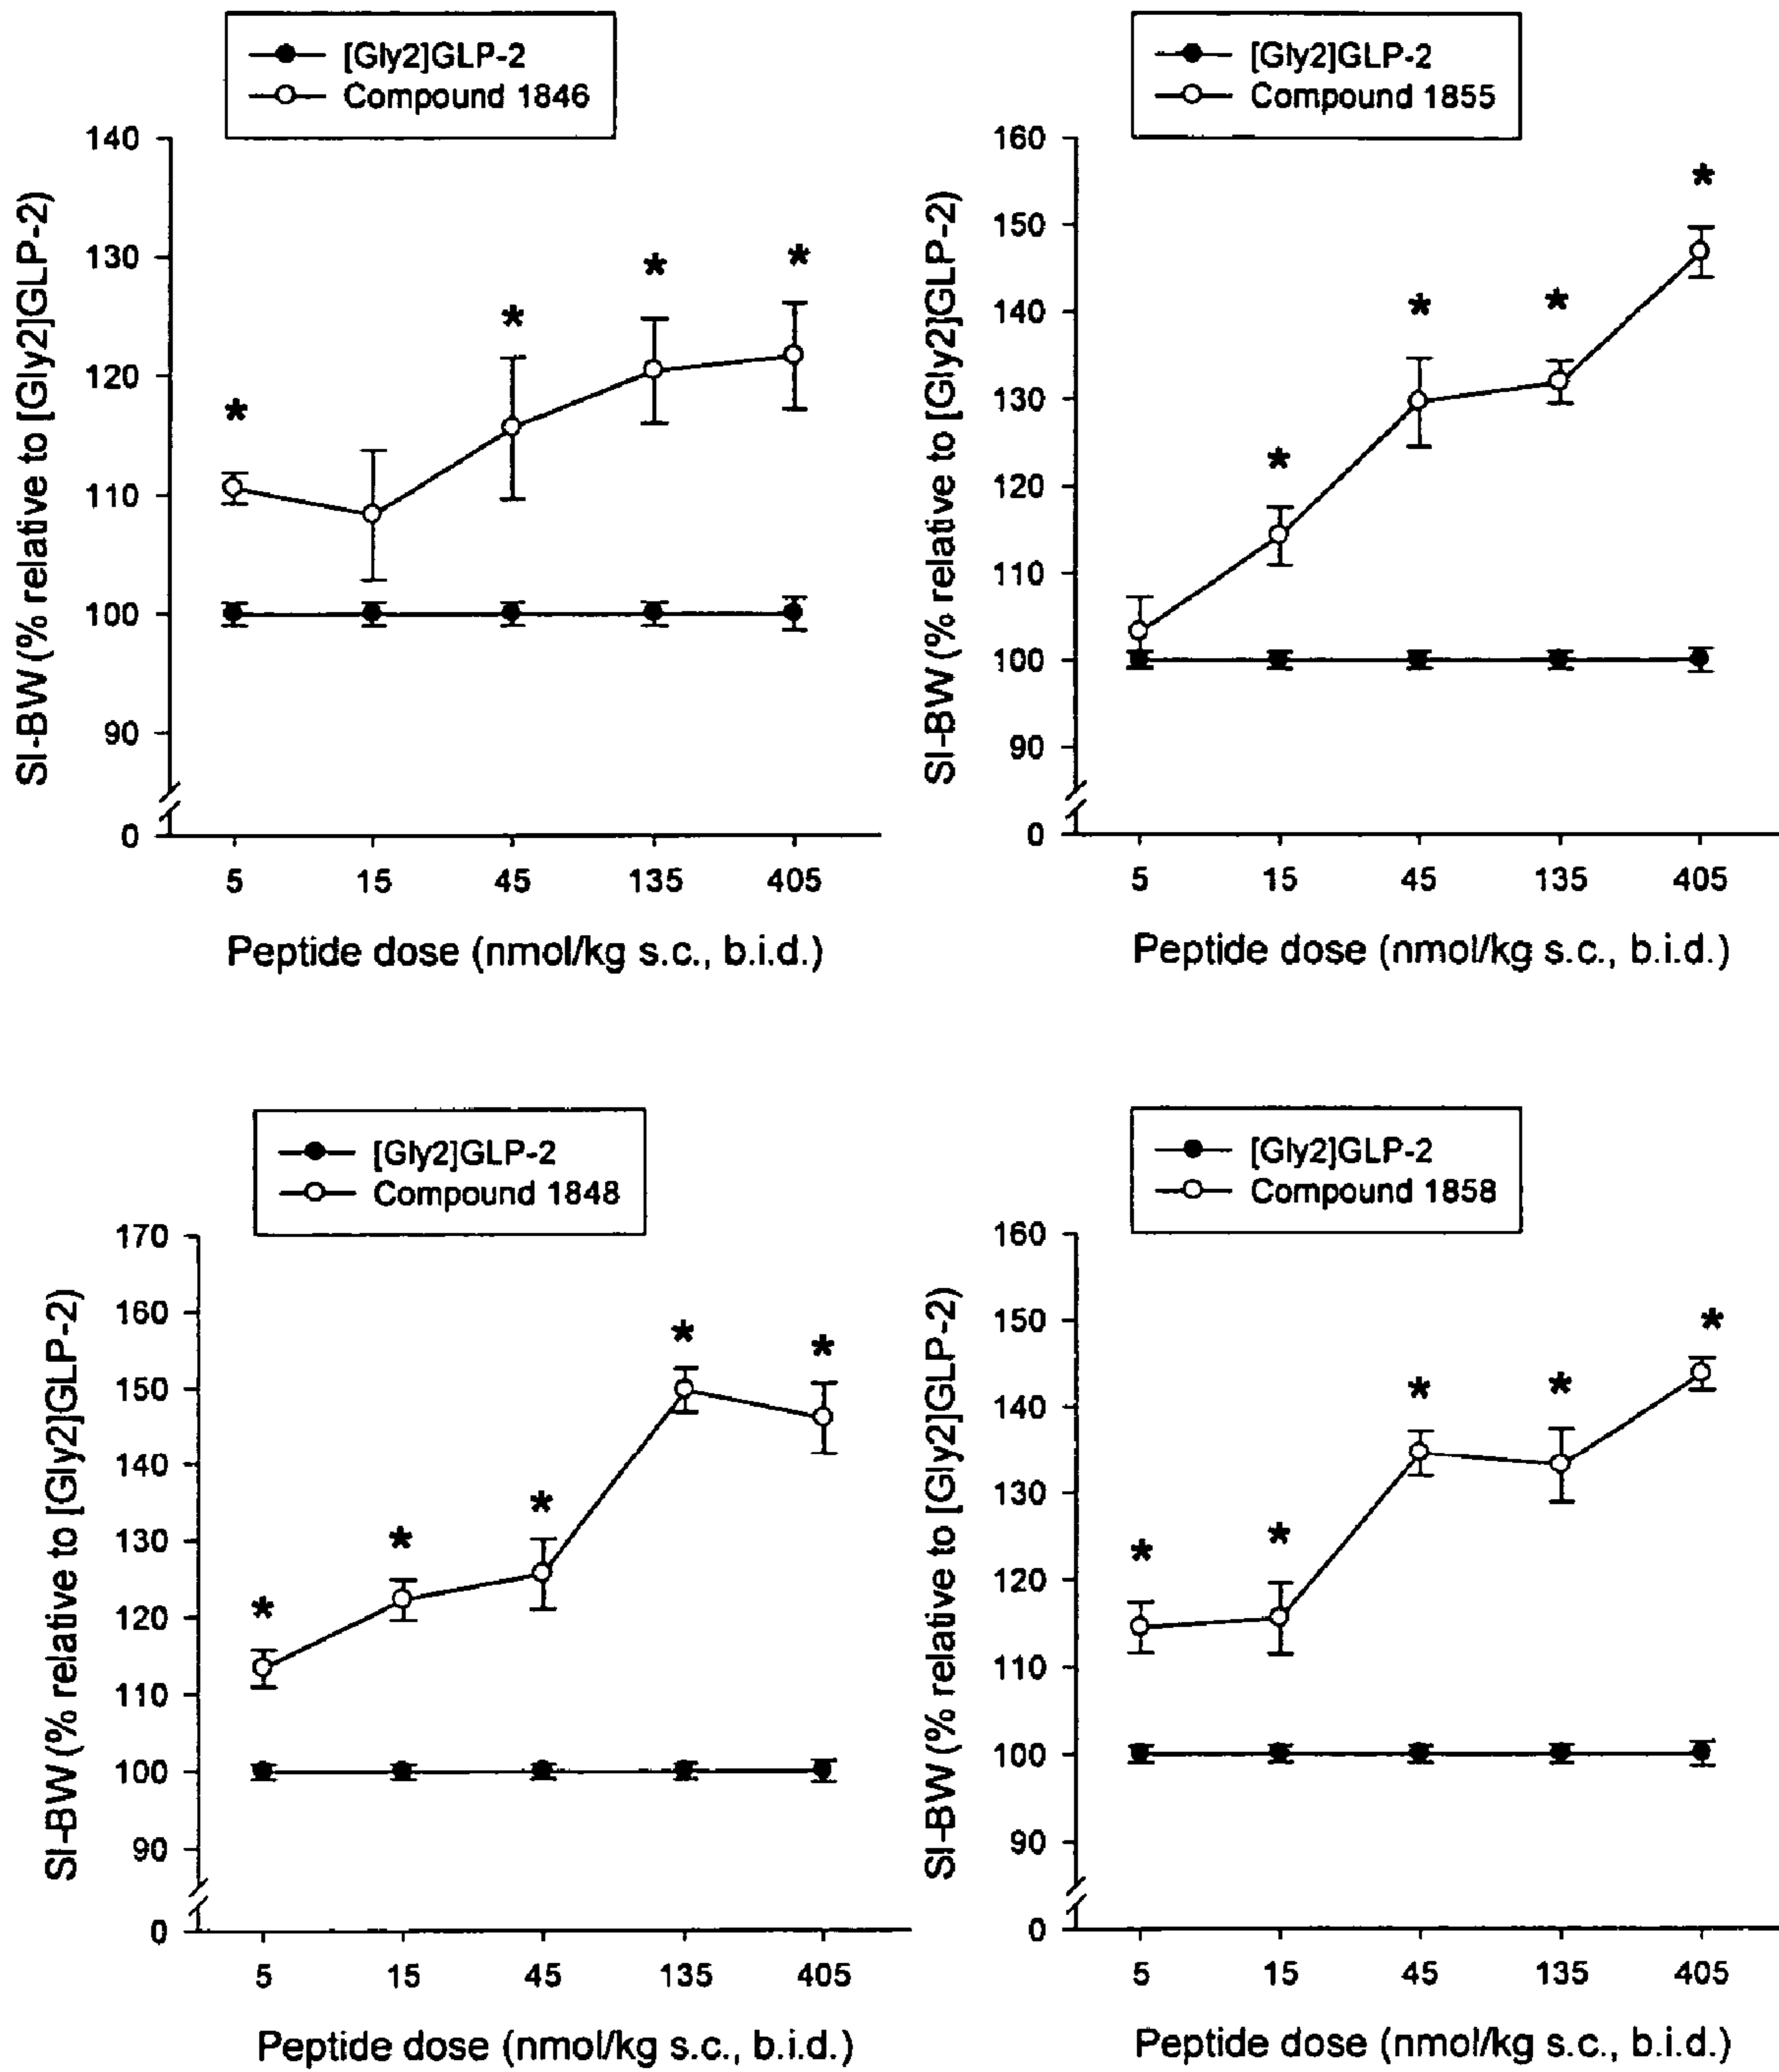 [Gly2]GLP-2
Compound 1846
140
130
120
110
100
90
0
SI-BW (% relative to [Gly2]GLP-2)
*
*
*
*
5 15 45 135 405
Peptide dose (nmol/kg s.c., b.i.d.)
[Gly2]GLP-2
Compound 1855
160
150
140
130
120
110
100
90
0
SI-BW (% relative to [Gly2]GLP-2)
*
*
*
*
5 15 45 135 405
Peptide dose (nmol/kg s.c., b.i.d.)
[Gly2]GLP-2
Compound 1848
170
160
150
140
130
120
110
100
90
0
SI-BW (% relative to [Gly2]GLP-2)
*
*
*
*
*
5 15 45 135 405
Peptide dose (nmol/kg s.c., b.i.d.)
[Gly2]GLP-2
Compound 1858
160
150
140
130
120
110
100
90
0
SI-BW (% relative to [Gly2]GLP-2)
*
*
*
*
*
5 15 45 135 405
Peptide dose (nmol/kg s.c., b.i.d.)